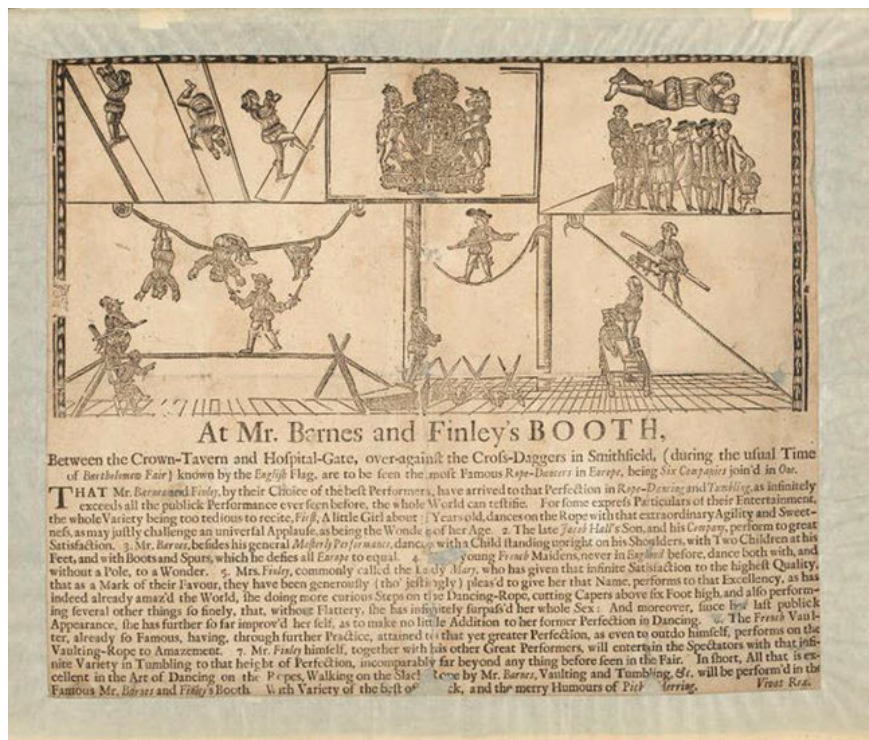 At Mr. Barnes and Finley's BOOTH,
Between the Crown-Tavern and Hospital-Gate, over-against the Cross-Daggers in Smithfield, (during the usual Time
of Bartholomew Fair) known by the English Flag, are to be seen the most Famous Rope-Dancers in Europe, being Six Companies join'd in One.
THAT Mr. Barnes and Finley, by their Choice of the best Performers, have arrived to that Perfection in Rope-Dancing and Tumbling, as infinitely
exceeds all the publick Performance ever seen before, the whole World can testifie. For some express Particulars of their Entertainment,
the whole Variety being too tedious to recite, First, A little Girl about Years old, dances on the Rope with that extraordinary Agility and Sweet-
ness, as may justly challenge an universal Applause, as being the Wonder of her Age. 2. The late Jacob Hall's Son, and his Company, perform to great
Satisfaction. 3. Mr. Barnes, besides his general Masterly Performance, dances with a Child standing upright on his Shoulders, with Two Children at his
Feet, and with Boots and Spurs, which he defies all Europe to equal. 4. young French Maidens, never in England before, dance both with, and
without a Pole, to a Wonder. 5. Mrs. Finley, commonly called the Lady Mary, who has given that infinite Satisfaction to the highest Quality,
that as a Mark of their Favour, they have been generously (tho' jestingly) pleas'd to give her that Name, performs to that Excellency, as has
indeed already amaz'd the World, she doing more curious Steps on the Dancing-Rope, cutting Capers above six Foot high, and also perform-
ing several other things so finely, that, without Flattery, she has infinitely surpass'd her whole Sex: And moreover, since her last publick
Appearance, she has further so far improv'd her self, as to make no little Addition to her former Perfection in Dancing. The French Vaul-
ter, already so Famous, having, through further Practice, attained to that yet greater Perfection, as even to outdo himself, performs on the
Vaulting-Rope to Amazement. 7. Mr. Finley himself, together with his other Great Performers, will entertain the Spectators with that infi-
nite Variety in Tumbling to that height of Perfection, incomparably far beyond any thing before seen in the Fair. In short, All that is ex-
cellent in the Art of Dancing on the Ropes, Walking on the Slack Rope by Mr. Barnes, Vaulting and Tumbling, &c. will be perform'd in the
Famous Mr. Barnes and Finley's Booth. With Variety of the best of and the merry Humours of Vivat Rex.